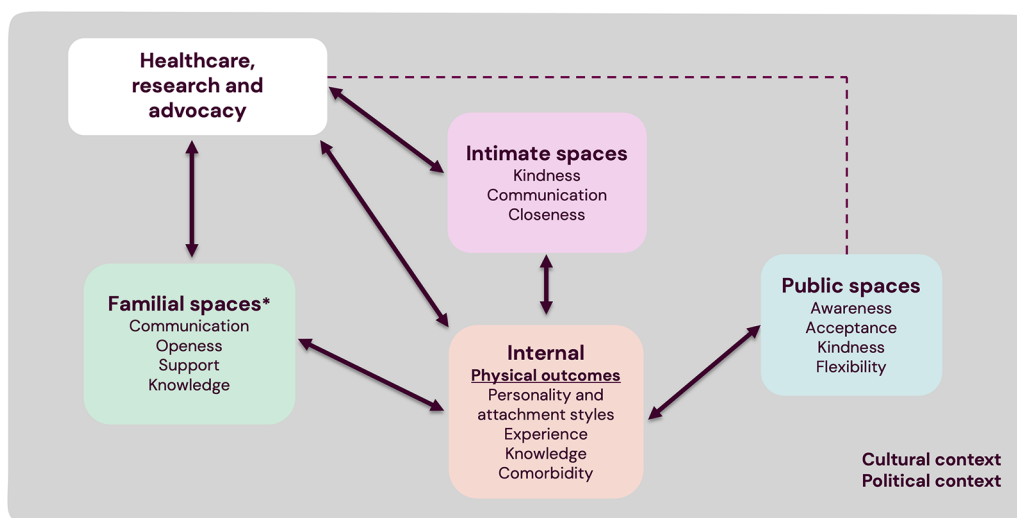 Healthcare,
research and
advocacy
Intimate spaces
Kindness
Communication
Closeness
Familial spaces*
Communication
Openess
Support
Knowledge
Internal
Physical outcomes
Personality and
attachment styles
Experience
Knowledge
Comorbidity
Public spaces
Awareness
Acceptance
Kindness
Flexibility
Cultural context
Political context